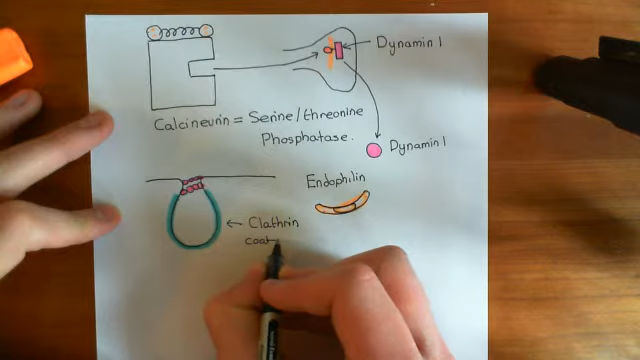 Dynamin 1
Calcineurin = Serine/threonine
Phosphatase.
Dynamin 1
Endophilin
← Clathrin
coat